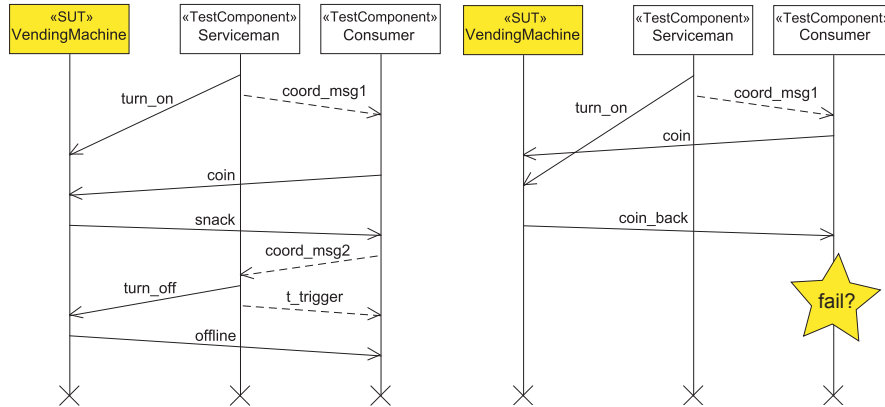 «SUT»
VendingMachine
«TestComponent»
Serviceman
«TestComponent»
Consumer
turn_on
coord_msg1
coin
snack
coord_msg2
turn_off
t_trigger
offline
«SUT»
VendingMachine
«TestComponent»
Serviceman
«TestComponent»
Consumer
coord_msg1
turn_on
coin
coin_back
fail?